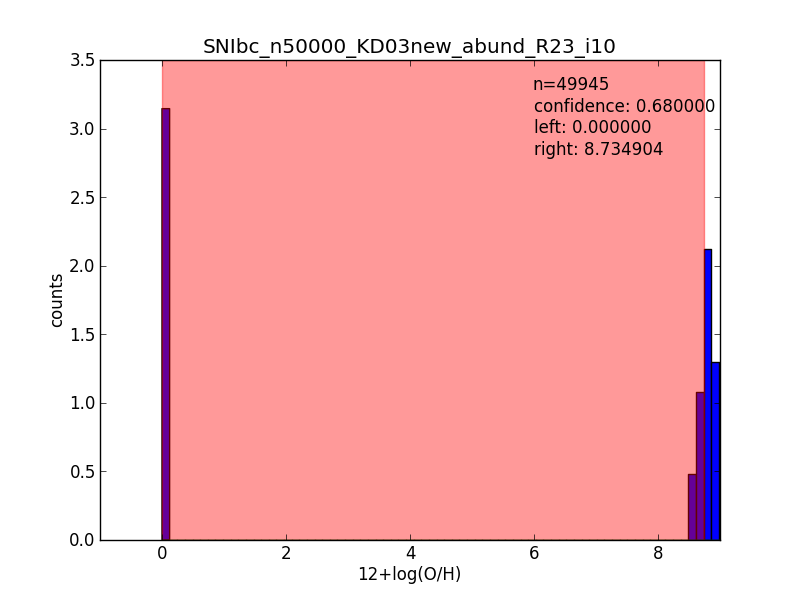 SNIbc_n50000_KD03new_abund_R23_i10
3.5
3.0
2.5
2.0
1.5
1.0
0.5
0.0
counts
n=49945
confidence: 0.680000
left: 0.000000
right: 8.734904
0 2 4 6 8
12+log(O/H)